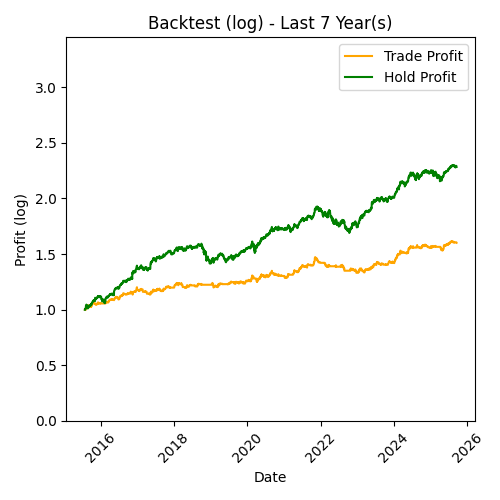 Backtest (log) - Last 7 Year(s)
Trade Profit
Hold Profit
Profit (log)
3.0
2.5
2.0
1.5
1.0
0.5
0.0
2016
2018
2020
2022
2024
2026
Date